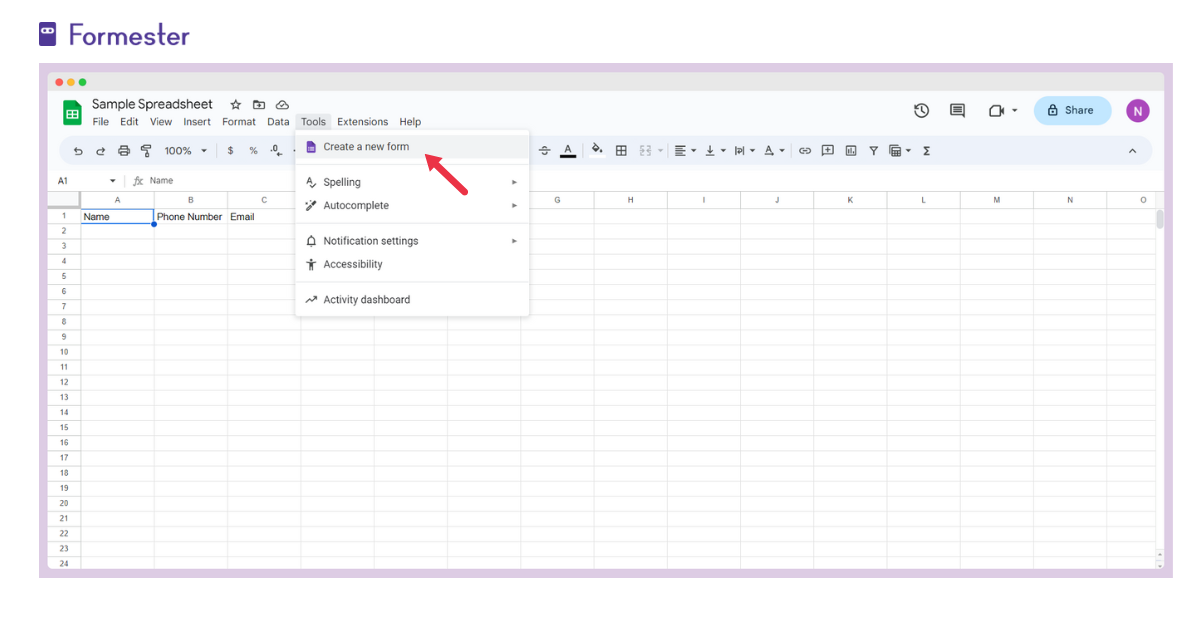 Formester
Sample Spreadsheet
File Edit View Insert Format Data Tools Extensions Help
Share
N
100% $ % .0 A
Create a new form
Spelling
Autocomplete
Notification settings
Accessibility
Activity dashboard
A1 fx Name
A B C G H I J K L M N O
1 Name Phone Number Email
2
3
4
5
6
7
8
9
10
11
12
13
14
15
16
17
18
19
20
21
22
23
24